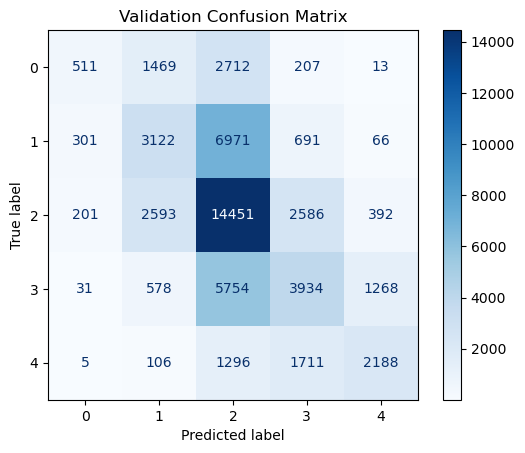 Validation Confusion Matrix
0 511 1469 2712 207 13
1 301 3122 6971 691 66
2 201 2593 14451 2586 392
3 31 578 5754 3934 1268
4 5 106 1296 1711 2188
0 1 2 3 4
True label
Predicted label
14000
12000
10000
8000
6000
4000
2000